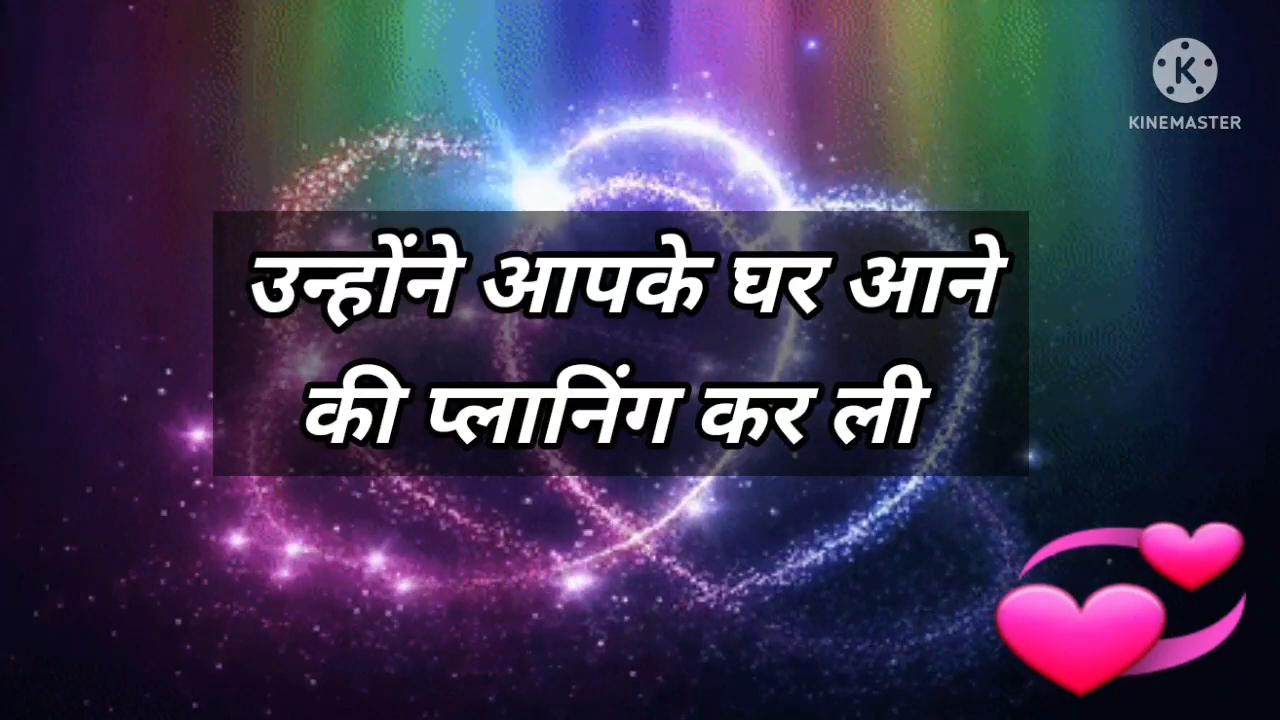 KINEMASTER
उन्होंने आपके घर आने
की प्लानिंग कर ली